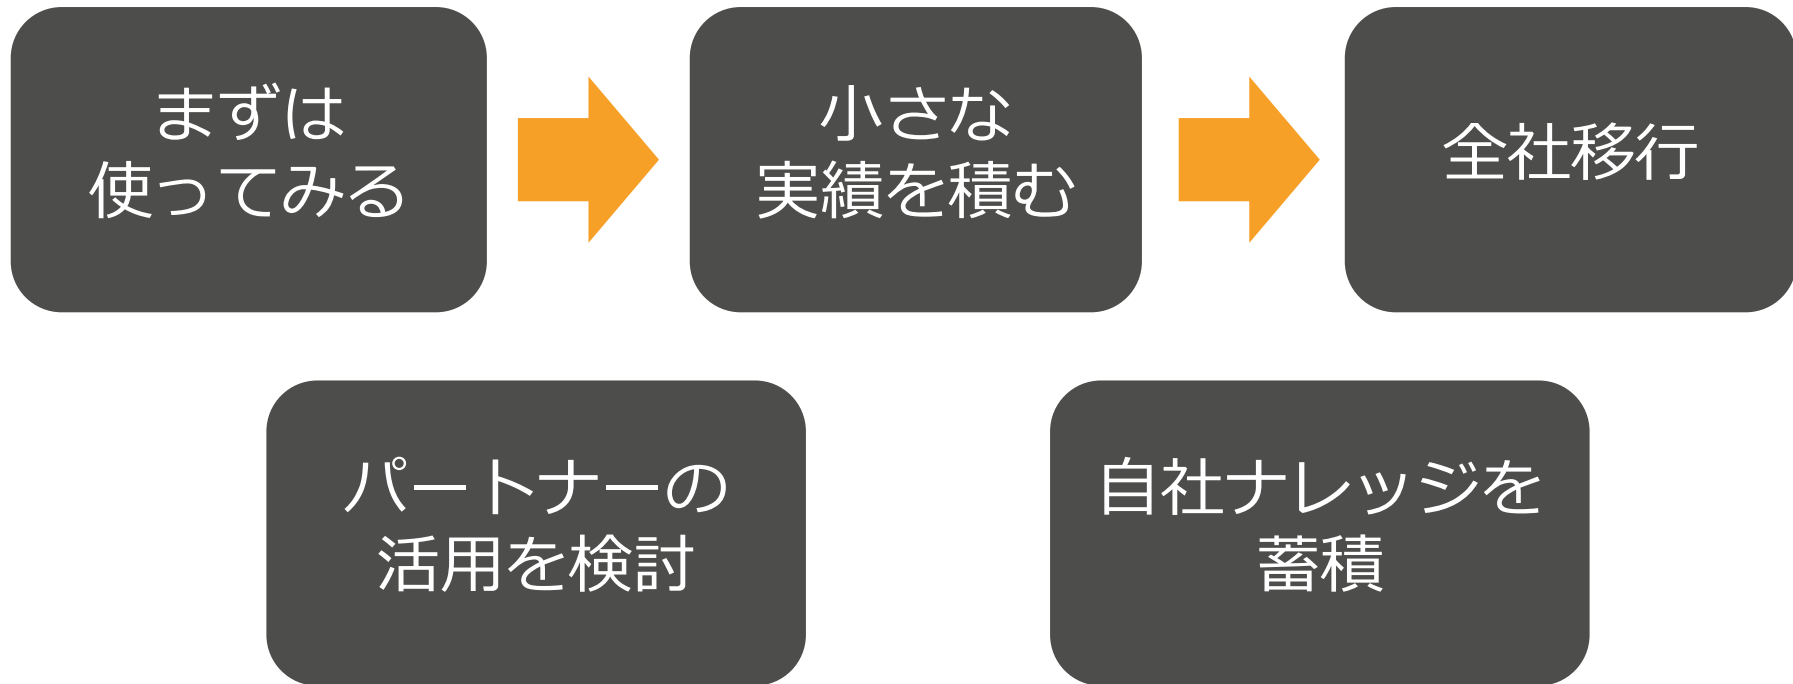 まずは
使ってみる
小さな
実績を積む
全社移行
パートナーの
活用を検討
自社ナレッジを
蓄積